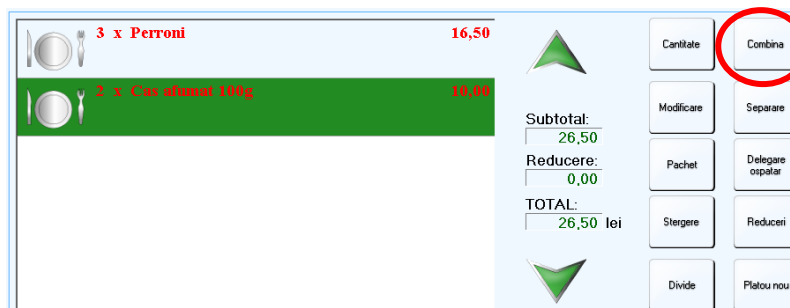 3 x Perroni 16,50
2 x Cas afumat 100g 10,00
Subtotal:
26,50
Reducere:
0,00
TOTAL:
26,50 lei
Cantitate
Combina
Modificare
Separare
Pachet
Delegare
ospatar
Stergere
Reduceri
Divide
Platou nou